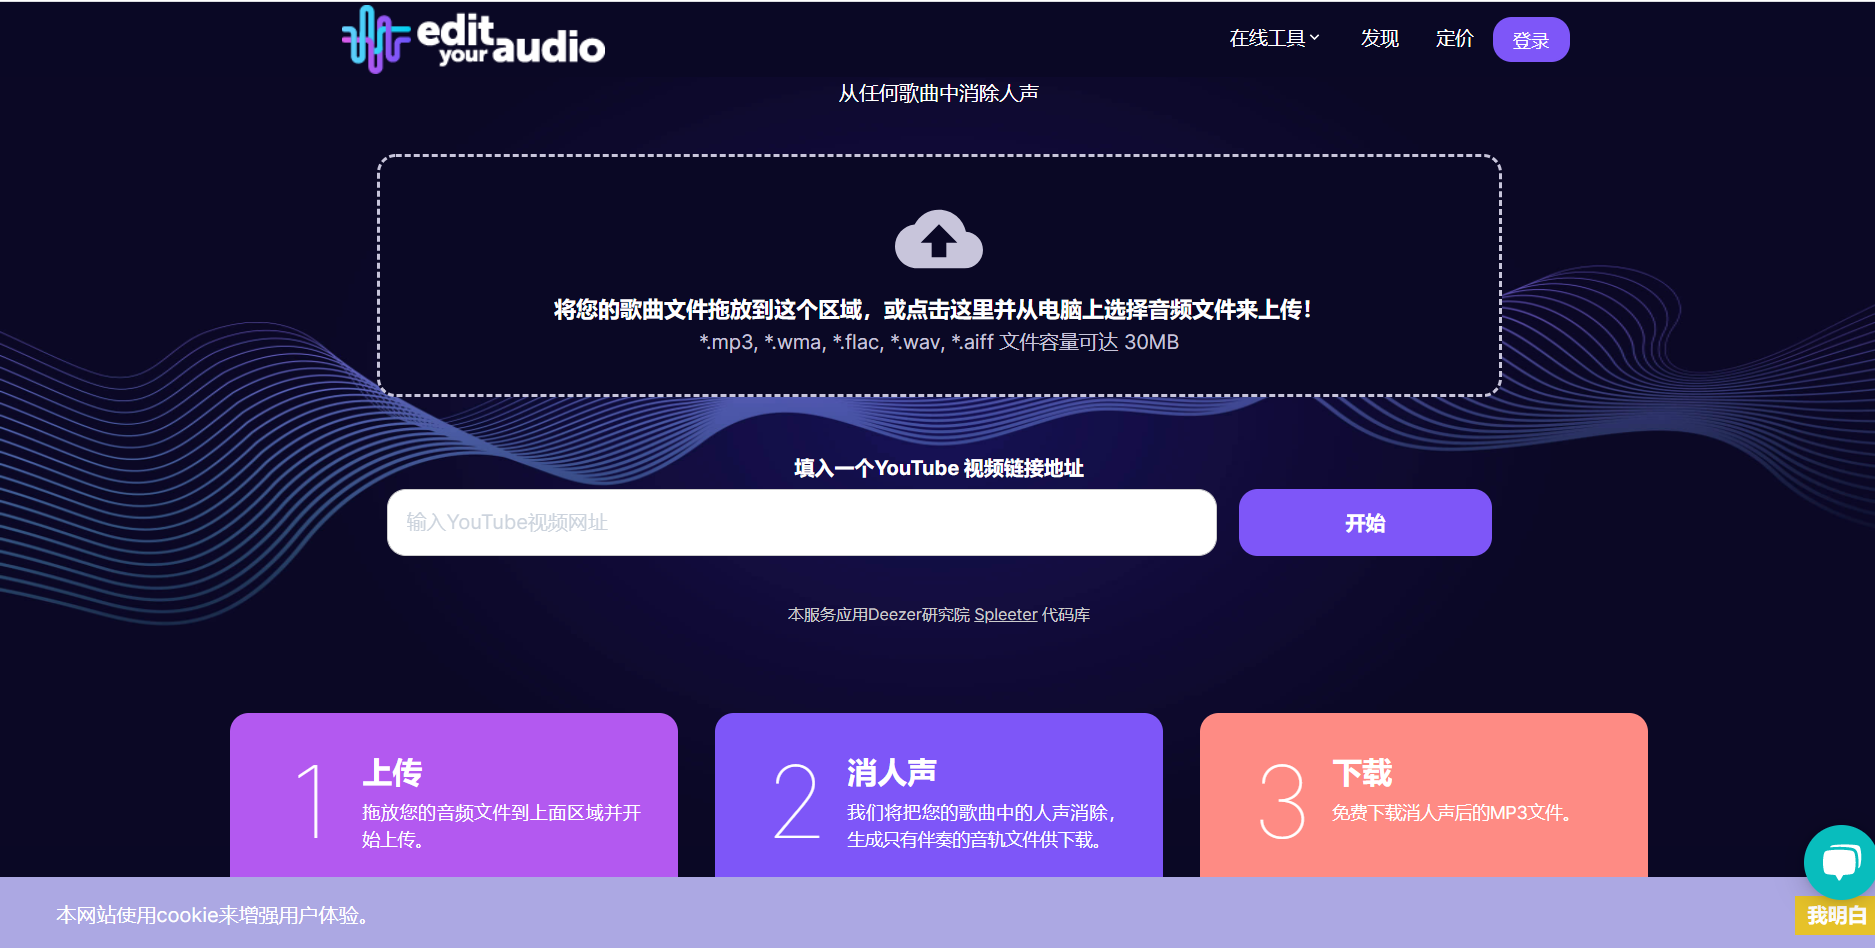 edit your audio
在线工具
发现
定价
登录
从任何歌曲中消除人声
将您的歌曲文件拖放到这个区域，或点击这里并从电脑上选择音频文件来上传！
*.mp3, *.wma, *.flac, *.wav, *.aiff 文件容量可达 30MB
填入一个YouTube 视频链接地址
输入YouTube视频网址
开始
本服务应用Deezer研究院 Spleeter 代码库
1
上传
拖放您的音频文件到上面区域并开
始上传。
2
消人声
我们将把您的歌曲中的人声消除，
生成只有伴奏的音轨文件供下载。
3
下载
免费下载消人声后的MP3文件。
本网站使用cookie来增强用户体验。
我明白